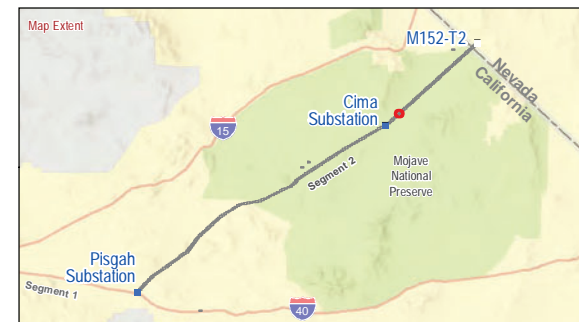 Map Extent
M152-T2
Nevada
California
Cima
Substation
15
Segment 2
Mojave
National
Preserve
Pisgah
Substation
Segment 1
40